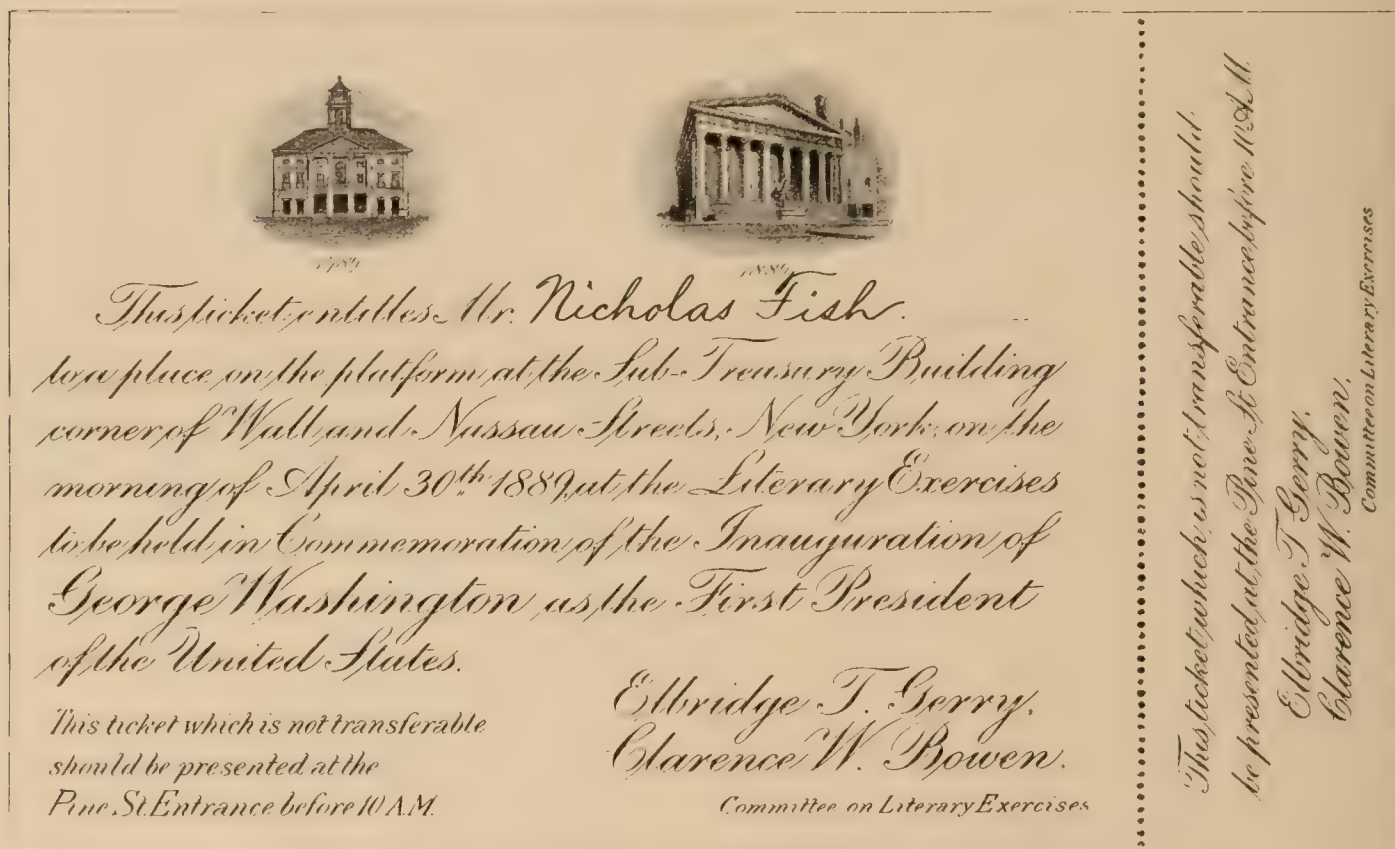 1789
1889
This ticket entitles Mr. Nicholas Fish.
to a place on the platform at the Sub-Treasury Building
corner of Wall and Nassau Streets, New York, on the
morning of April 30th 1889, at the Literary Exercises
to be held in Commemoration of the Inauguration of
George Washington as the First President
of the United States.
This ticket which is not transferable
should be presented at the
Pine St. Entrance before 10 A.M.
Elbridge T. Gerry.
Clarence W. Bowen.
Committee on Literary Exercises
This ticket which is not transferable should
be presented at the Pine St. Entrance before 10 A.M.
Elbridge T Gerry.
Clarence W. Bowen.
Committee on Literary Exercises